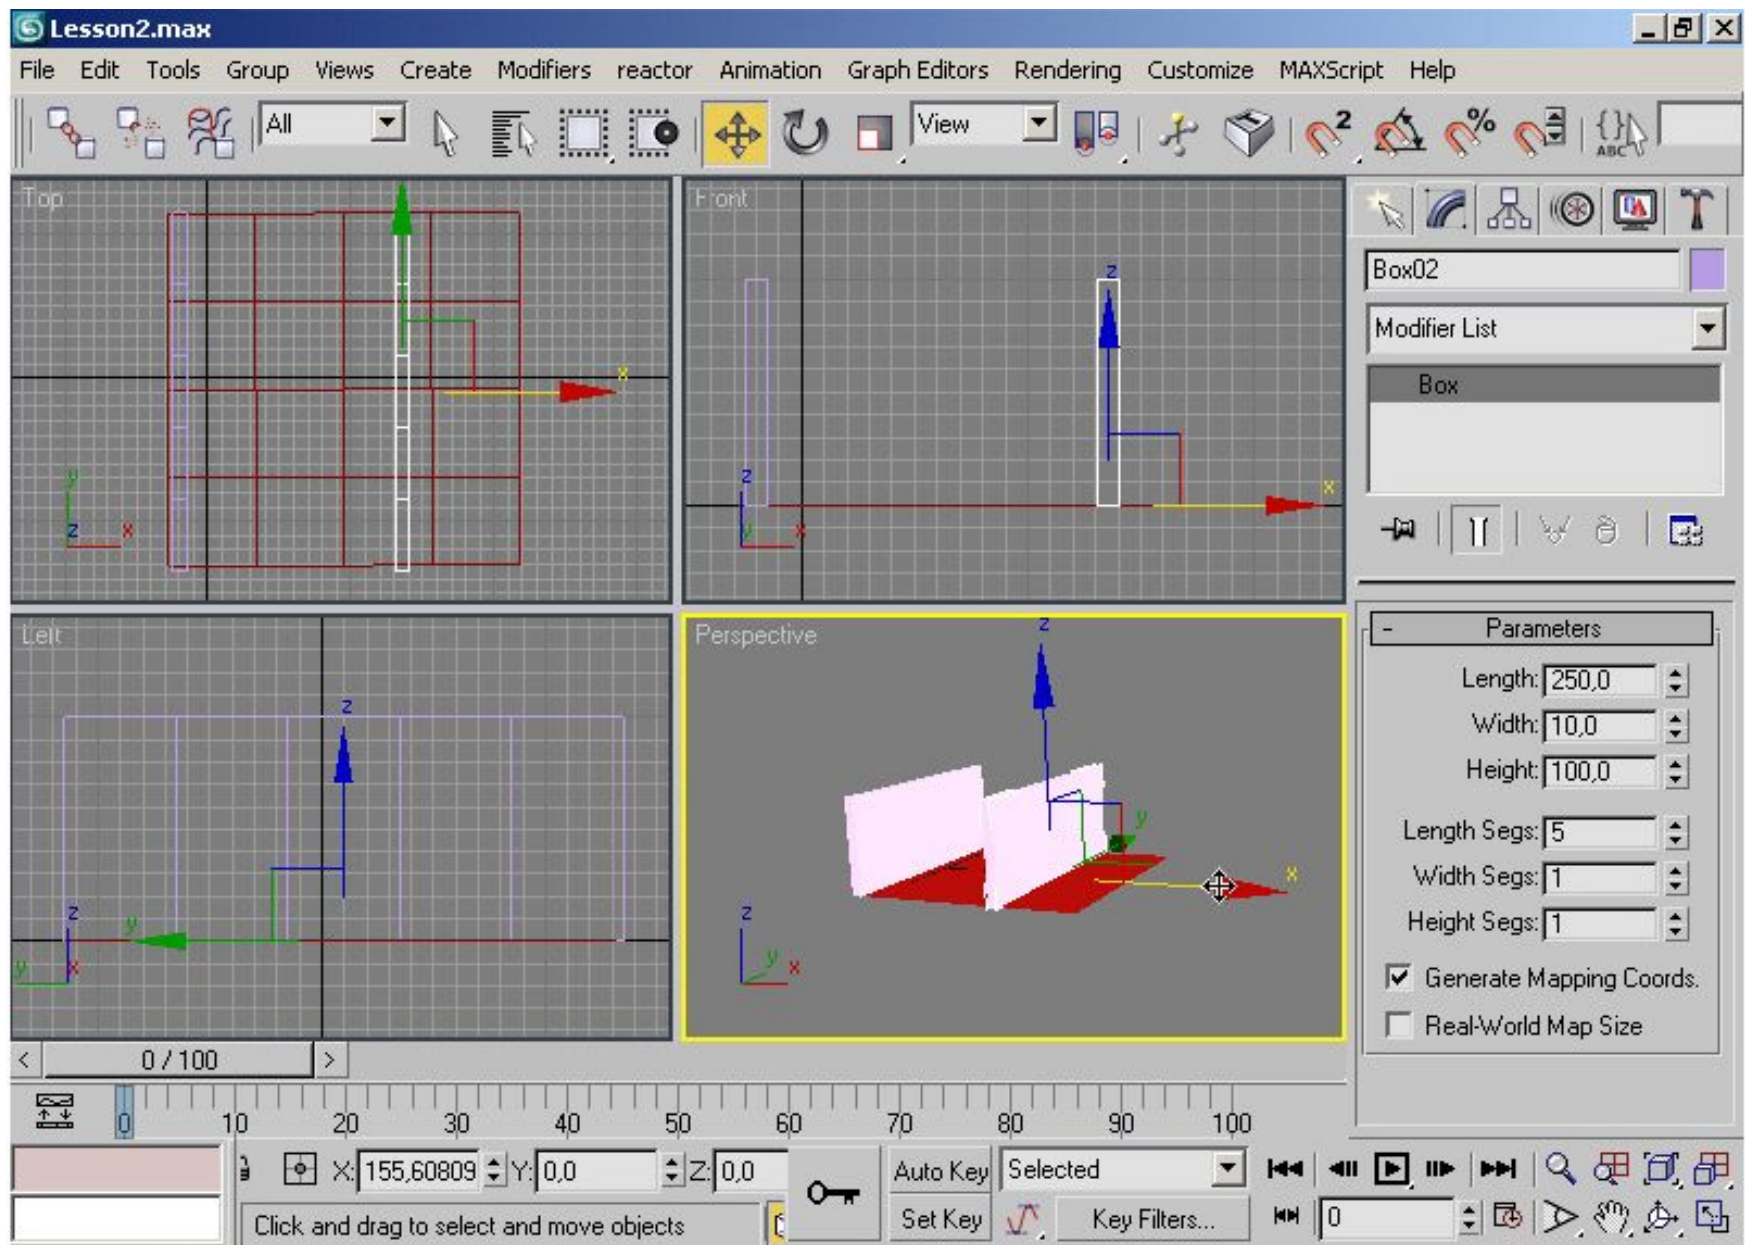 Lesson2.max
File Edit Tools Group Views Create Modifiers reactor Animation Graph Editors Rendering Customize MAXScript Help
All View 2 % ABC
Top
y
x
z
x
Front
z
x
z
y
x
Left
z
y
z
y
x
Perspective
z
y
x
z
y
x
Box02
Modifier List
Box
- Parameters
Length: 250,0
Width: 10,0
Height: 100,0
Length Segs: 5
Width Segs: 1
Height Segs: 1
Generate Mapping Coords.
Real-World Map Size
< 0 / 100 >
0 10 20 30 40 50 60 70 80 90 100
X: 155,60809 Y: 0,0 Z: 0,0
Auto Key Selected
Click and drag to select and move objects
Set Key Key Filters... 0